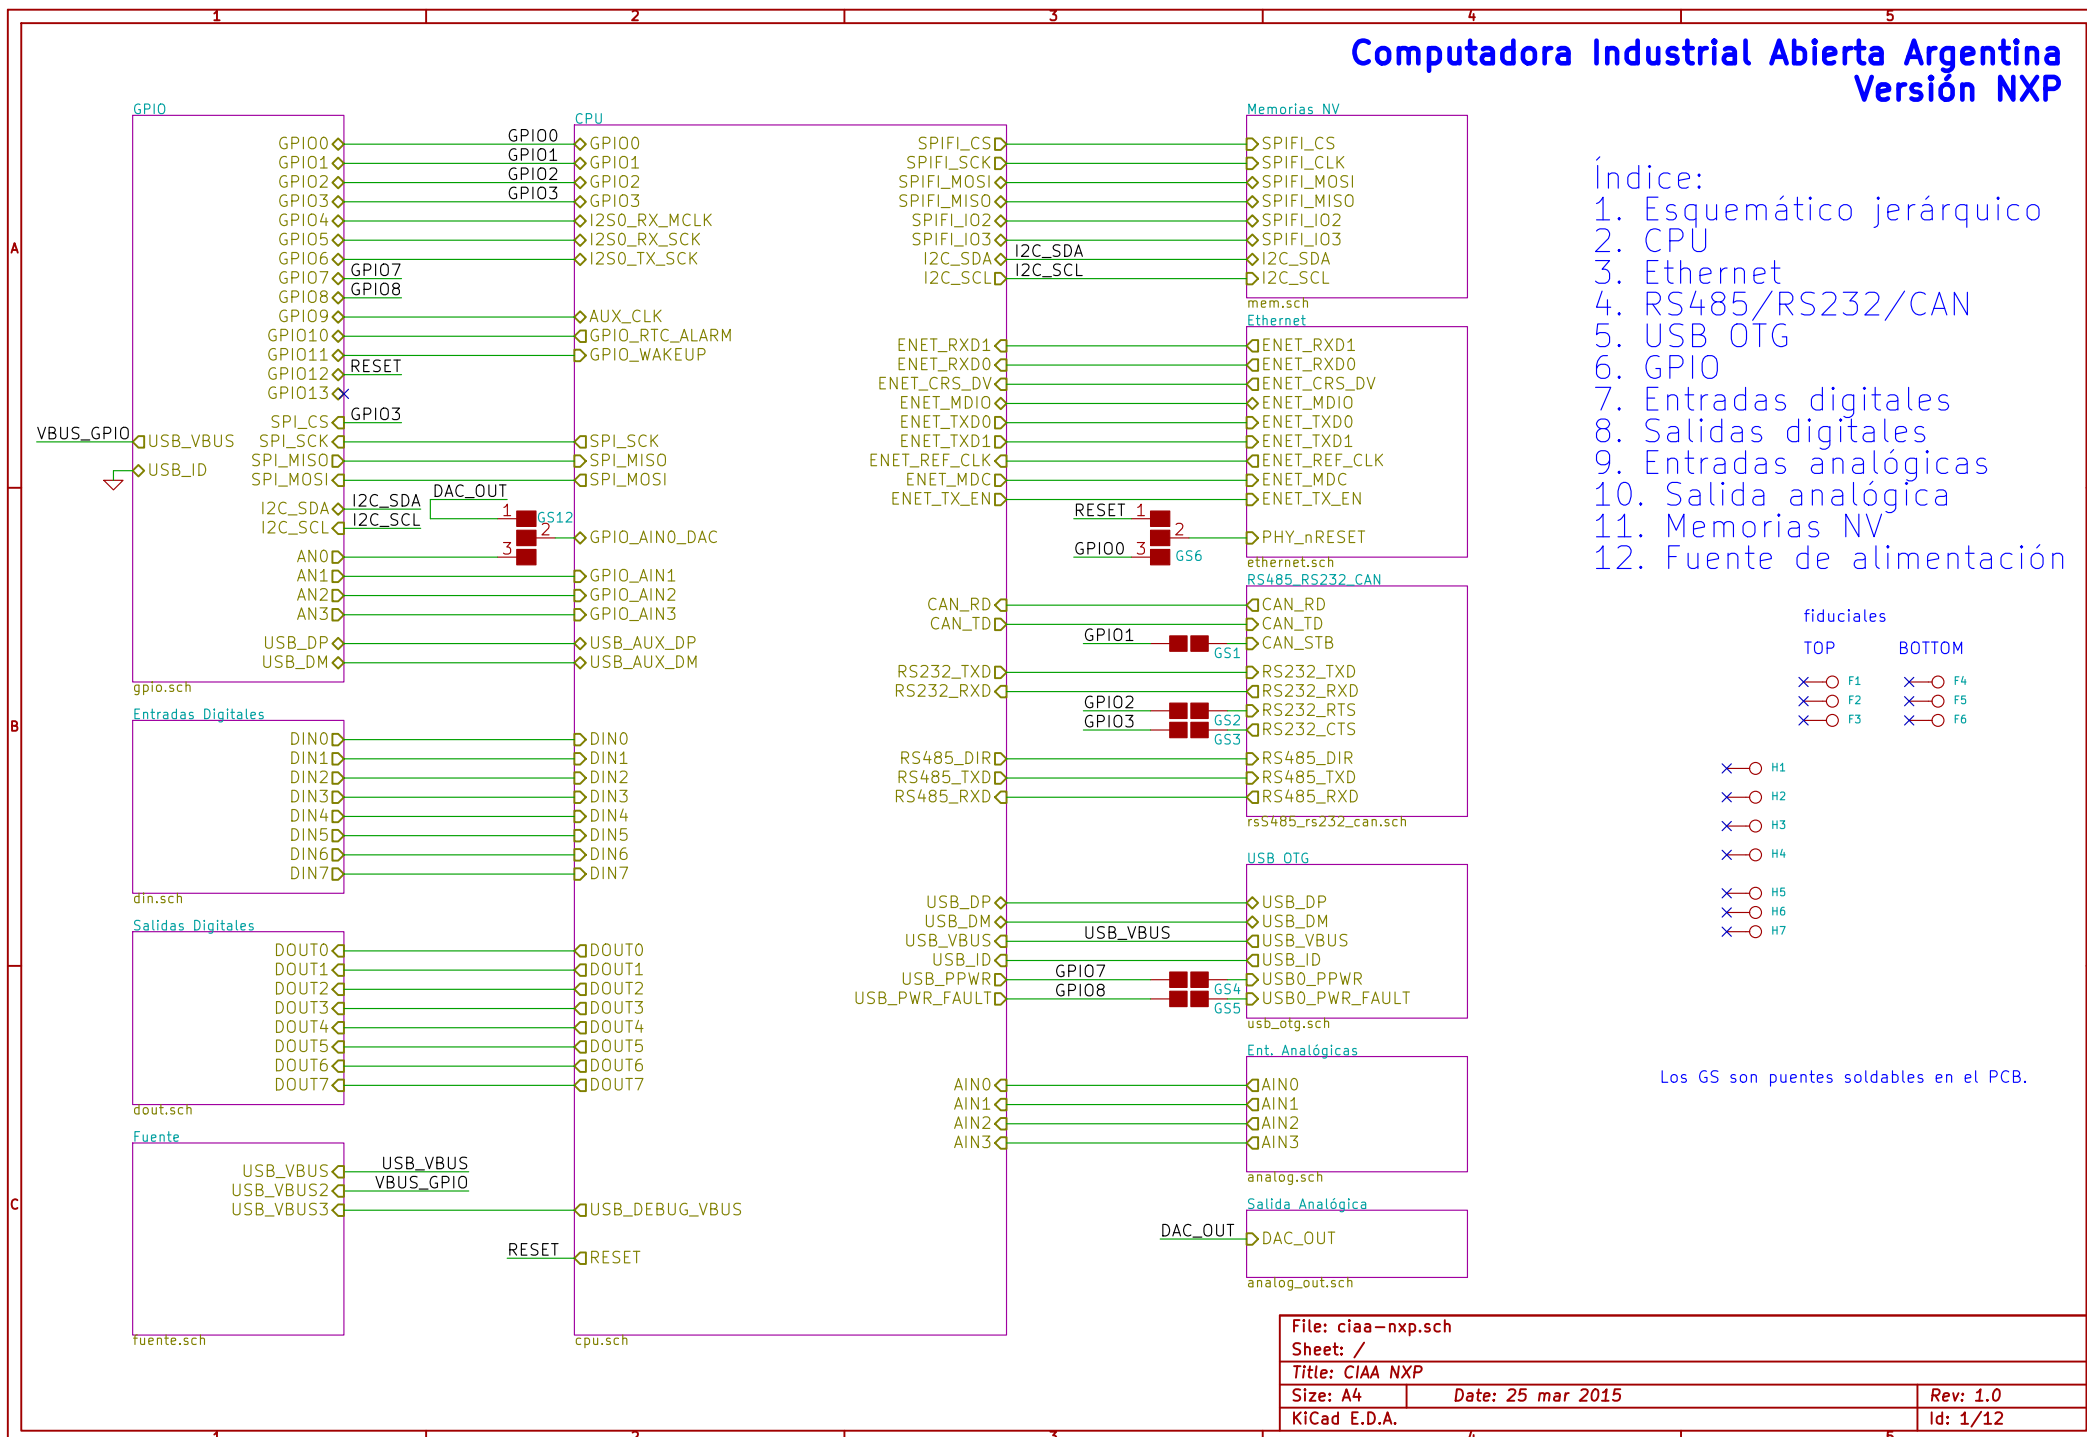 1 2 3 4 5
Computadora Industrial Abierta Argentina
Versión NXP
A
B
C
GPIO
GPIO0
GPIO1
GPIO2
GPIO3
GPIO4
GPIO5
GPIO6
GPIO7
GPIO8
GPIO9
GPIO10
GPIO11
GPIO12
GPIO13
SPI_CS
SPI_SCK
SPI_MISO
SPI_MOSI
I2C_SDA
I2C_SCL
AN0
AN1
AN2
AN3
USB_DP
USB_DM
USB_VBUS
USB_ID
gpio.sch
VBUS_GPIO
GPIO0
GPIO1
GPIO2
GPIO3
GPIO7
GPIO8
RESET
GPIO3
I2C_SDA
I2C_SCL
DAC_OUT
1
GS12
2
3
Entradas Digitales
DIN0
DIN1
DIN2
DIN3
DIN4
DIN5
DIN6
DIN7
din.sch
Salidas Digitales
DOUT0
DOUT1
DOUT2
DOUT3
DOUT4
DOUT5
DOUT6
DOUT7
dout.sch
Fuente
USB_VBUS
USB_VBUS2
USB_VBUS3
fuente.sch
USB_VBUS
VBUS_GPIO
RESET
CPU
GPIO0
GPIO1
GPIO2
GPIO3
I2S0_RX_MCLK
I2S0_RX_SCK
I2S0_TX_SCK
AUX_CLK
GPIO_RTC_ALARM
GPIO_WAKEUP
SPI_SCK
SPI_MISO
SPI_MOSI
GPIO_AIN0_DAC
GPIO_AIN1
GPIO_AIN2
GPIO_AIN3
USB_AUX_DP
USB_AUX_DM
DIN0
DIN1
DIN2
DIN3
DIN4
DIN5
DIN6
DIN7
DOUT0
DOUT1
DOUT2
DOUT3
DOUT4
DOUT5
DOUT6
DOUT7
USB_DEBUG_VBUS
RESET
SPIFI_CS
SPIFI_SCK
SPIFI_MOSI
SPIFI_MISO
SPIFI_IO2
SPIFI_IO3
I2C_SDA
I2C_SCL
ENET_RXD1
ENET_RXD0
ENET_CRS_DV
ENET_MDIO
ENET_TXD0
ENET_TXD1
ENET_REF_CLK
ENET_MDC
ENET_TX_EN
CAN_RD
CAN_TD
RS232_TXD
RS232_RXD
RS485_DIR
RS485_TXD
RS485_RXD
USB_DP
USB_DM
USB_VBUS
USB_ID
USB_PPWR
USB_PWR_FAULT
AIN0
AIN1
AIN2
AIN3
cpu.sch
I2C_SDA
I2C_SCL
RESET
1
2
GPIO0
3
GS6
GPIO1
GS1
GPIO2
GS2
GPIO3
GS3
USB_VBUS
GPIO7
GS4
GPIO8
GS5
DAC_OUT
Memorias NV
SPIFI_CS
SPIFI_CLK
SPIFI_MOSI
SPIFI_MISO
SPIFI_IO2
SPIFI_IO3
I2C_SDA
I2C_SCL
mem.sch
Ethernet
ENET_RXD1
ENET_RXD0
ENET_CRS_DV
ENET_MDIO
ENET_TXD0
ENET_TXD1
ENET_REF_CLK
ENET_MDC
ENET_TX_EN
PHY_nRESET
ethernet.sch
RS485_RS232_CAN
CAN_RD
CAN_TD
CAN_STB
RS232_TXD
RS232_RXD
RS232_RTS
RS232_CTS
RS485_DIR
RS485_TXD
RS485_RXD
rsS485_rs232_can.sch
USB OTG
USB_DP
USB_DM
USB_VBUS
USB_ID
USB0_PPWR
USB0_PWR_FAULT
usb_otg.sch
Ent. Analógicas
AIN0
AIN1
AIN2
AIN3
analog.sch
Salida Analógica
DAC_OUT
analog_out.sch
Índice:
1. Esquemático jerárquico
2. CPU
3. Ethernet
4. RS485/RS232/CAN
5. USB OTG
6. GPIO
7. Entradas digitales
8. Salidas digitales
9. Entradas analógicas
10. Salida analógica
11. Memorias NV
12. Fuente de alimentación
fiduciales
TOP BOTTOM
F1 F4
F2 F5
F3 F6
H1
H2
H3
H4
H5
H6
H7
Los GS son puentes soldables en el PCB.
File: ciaa-nxp.sch
Sheet: /
Title: CIAA NXP
Size: A4 Date: 25 mar 2015 Rev: 1.0
KiCad E.D.A. Id: 1/12
1 2 3 4 5